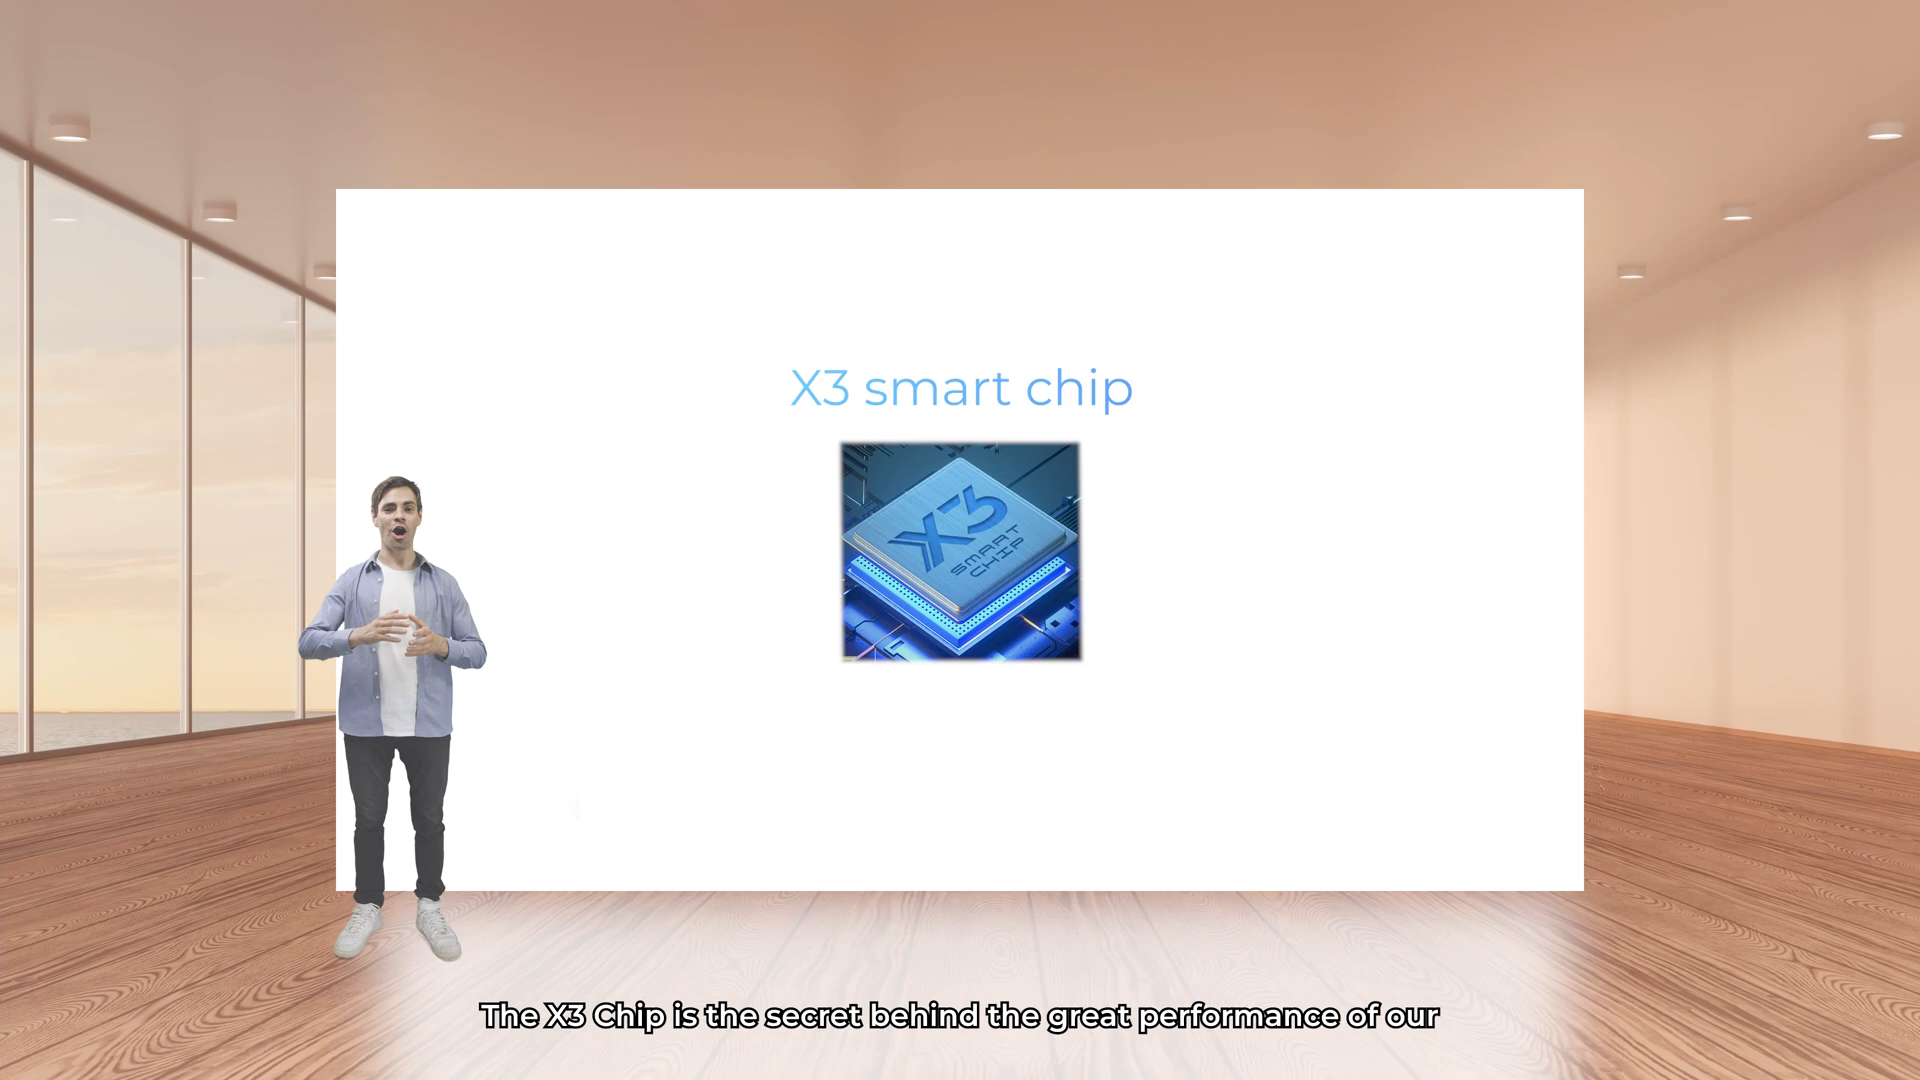 X3 smart chip
X3
SMART
CHIP
The X3 Chip is the secret behind the great performance of our